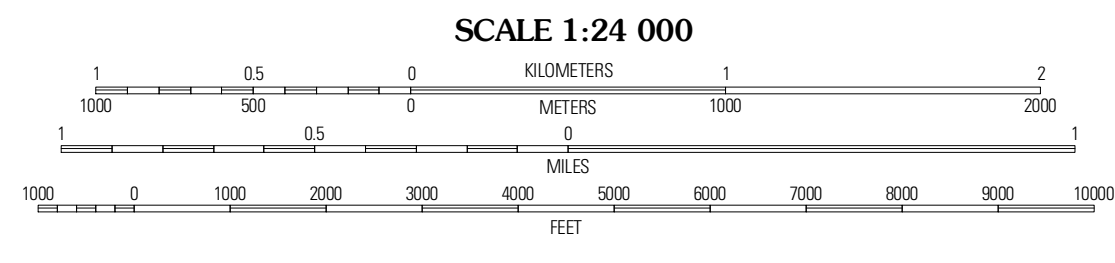 SCALE 1:24 000
1 0.5 0 KILOMETERS 1 2
1000 500 0 METERS 1000 2000
1 0.5 0 1
MILES
1000 0 1000 2000 3000 4000 5000 6000 7000 8000 9000 10000
FEET